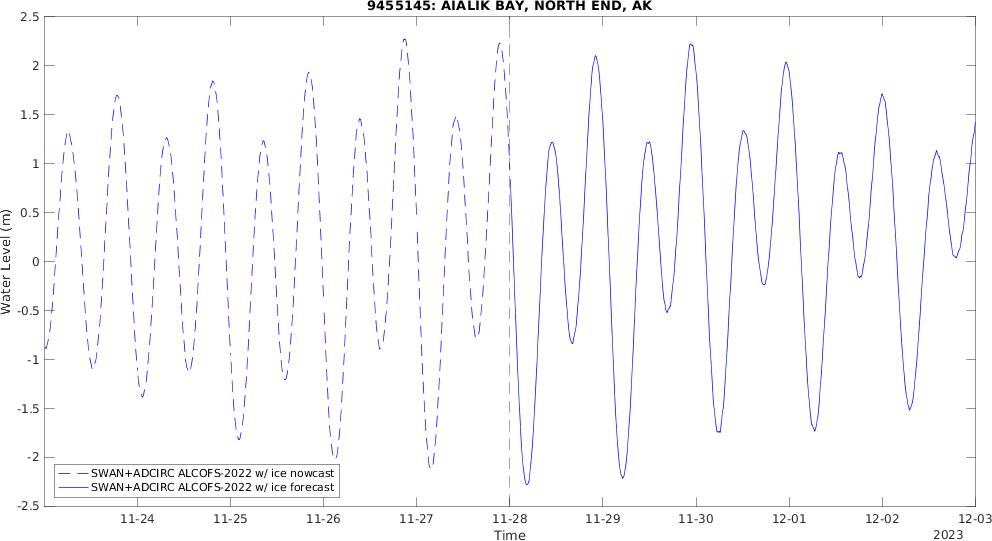 9455145: AIALIK BAY, NORTH END, AK
2.5
2
1.5
1
0.5
0
-0.5
-1
-1.5
-2
-2.5
Water Level (m)
SWAN+ADCIRC ALCOFS-2022 w/ ice nowcast
SWAN+ADCIRC ALCOFS-2022 w/ ice forecast
11-24 11-25 11-26 11-27 11-28 11-29 11-30 12-01 12-02 12-03
Time
2023